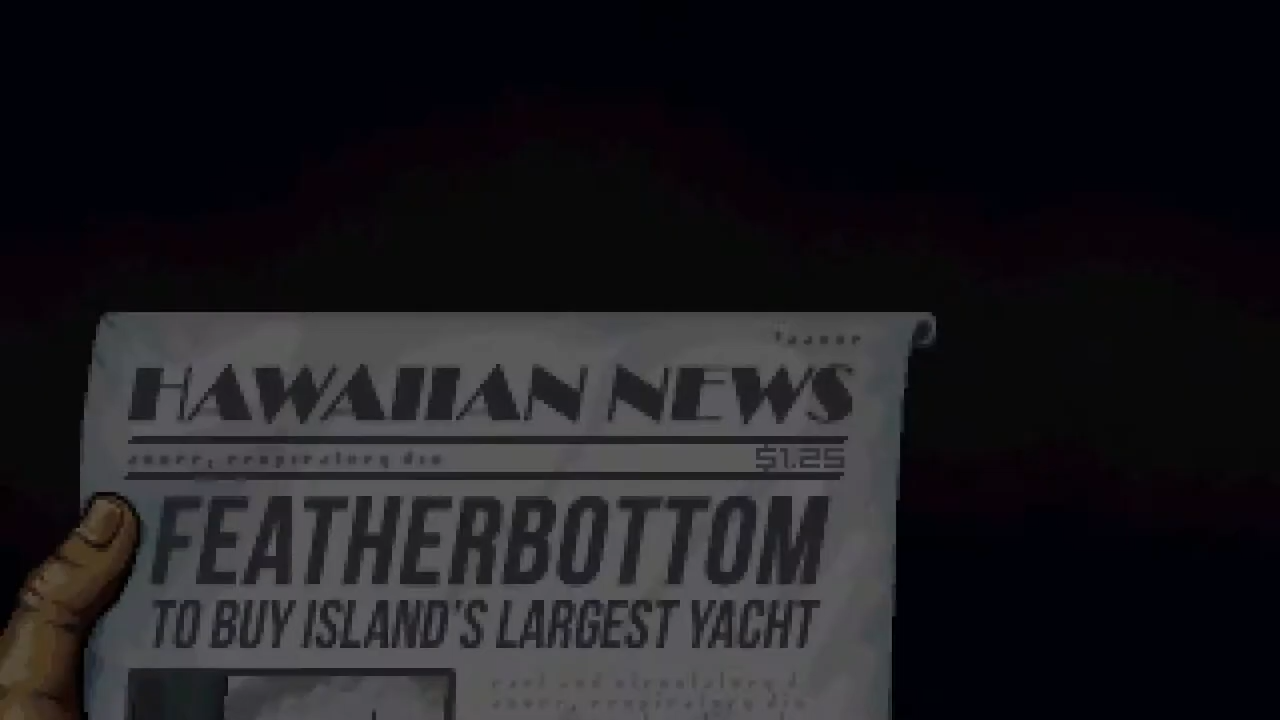 HAWAIIAN NEWS
$1.25
FEATHERBOTTOM
TO BUY ISLAND'S LARGEST YACHT